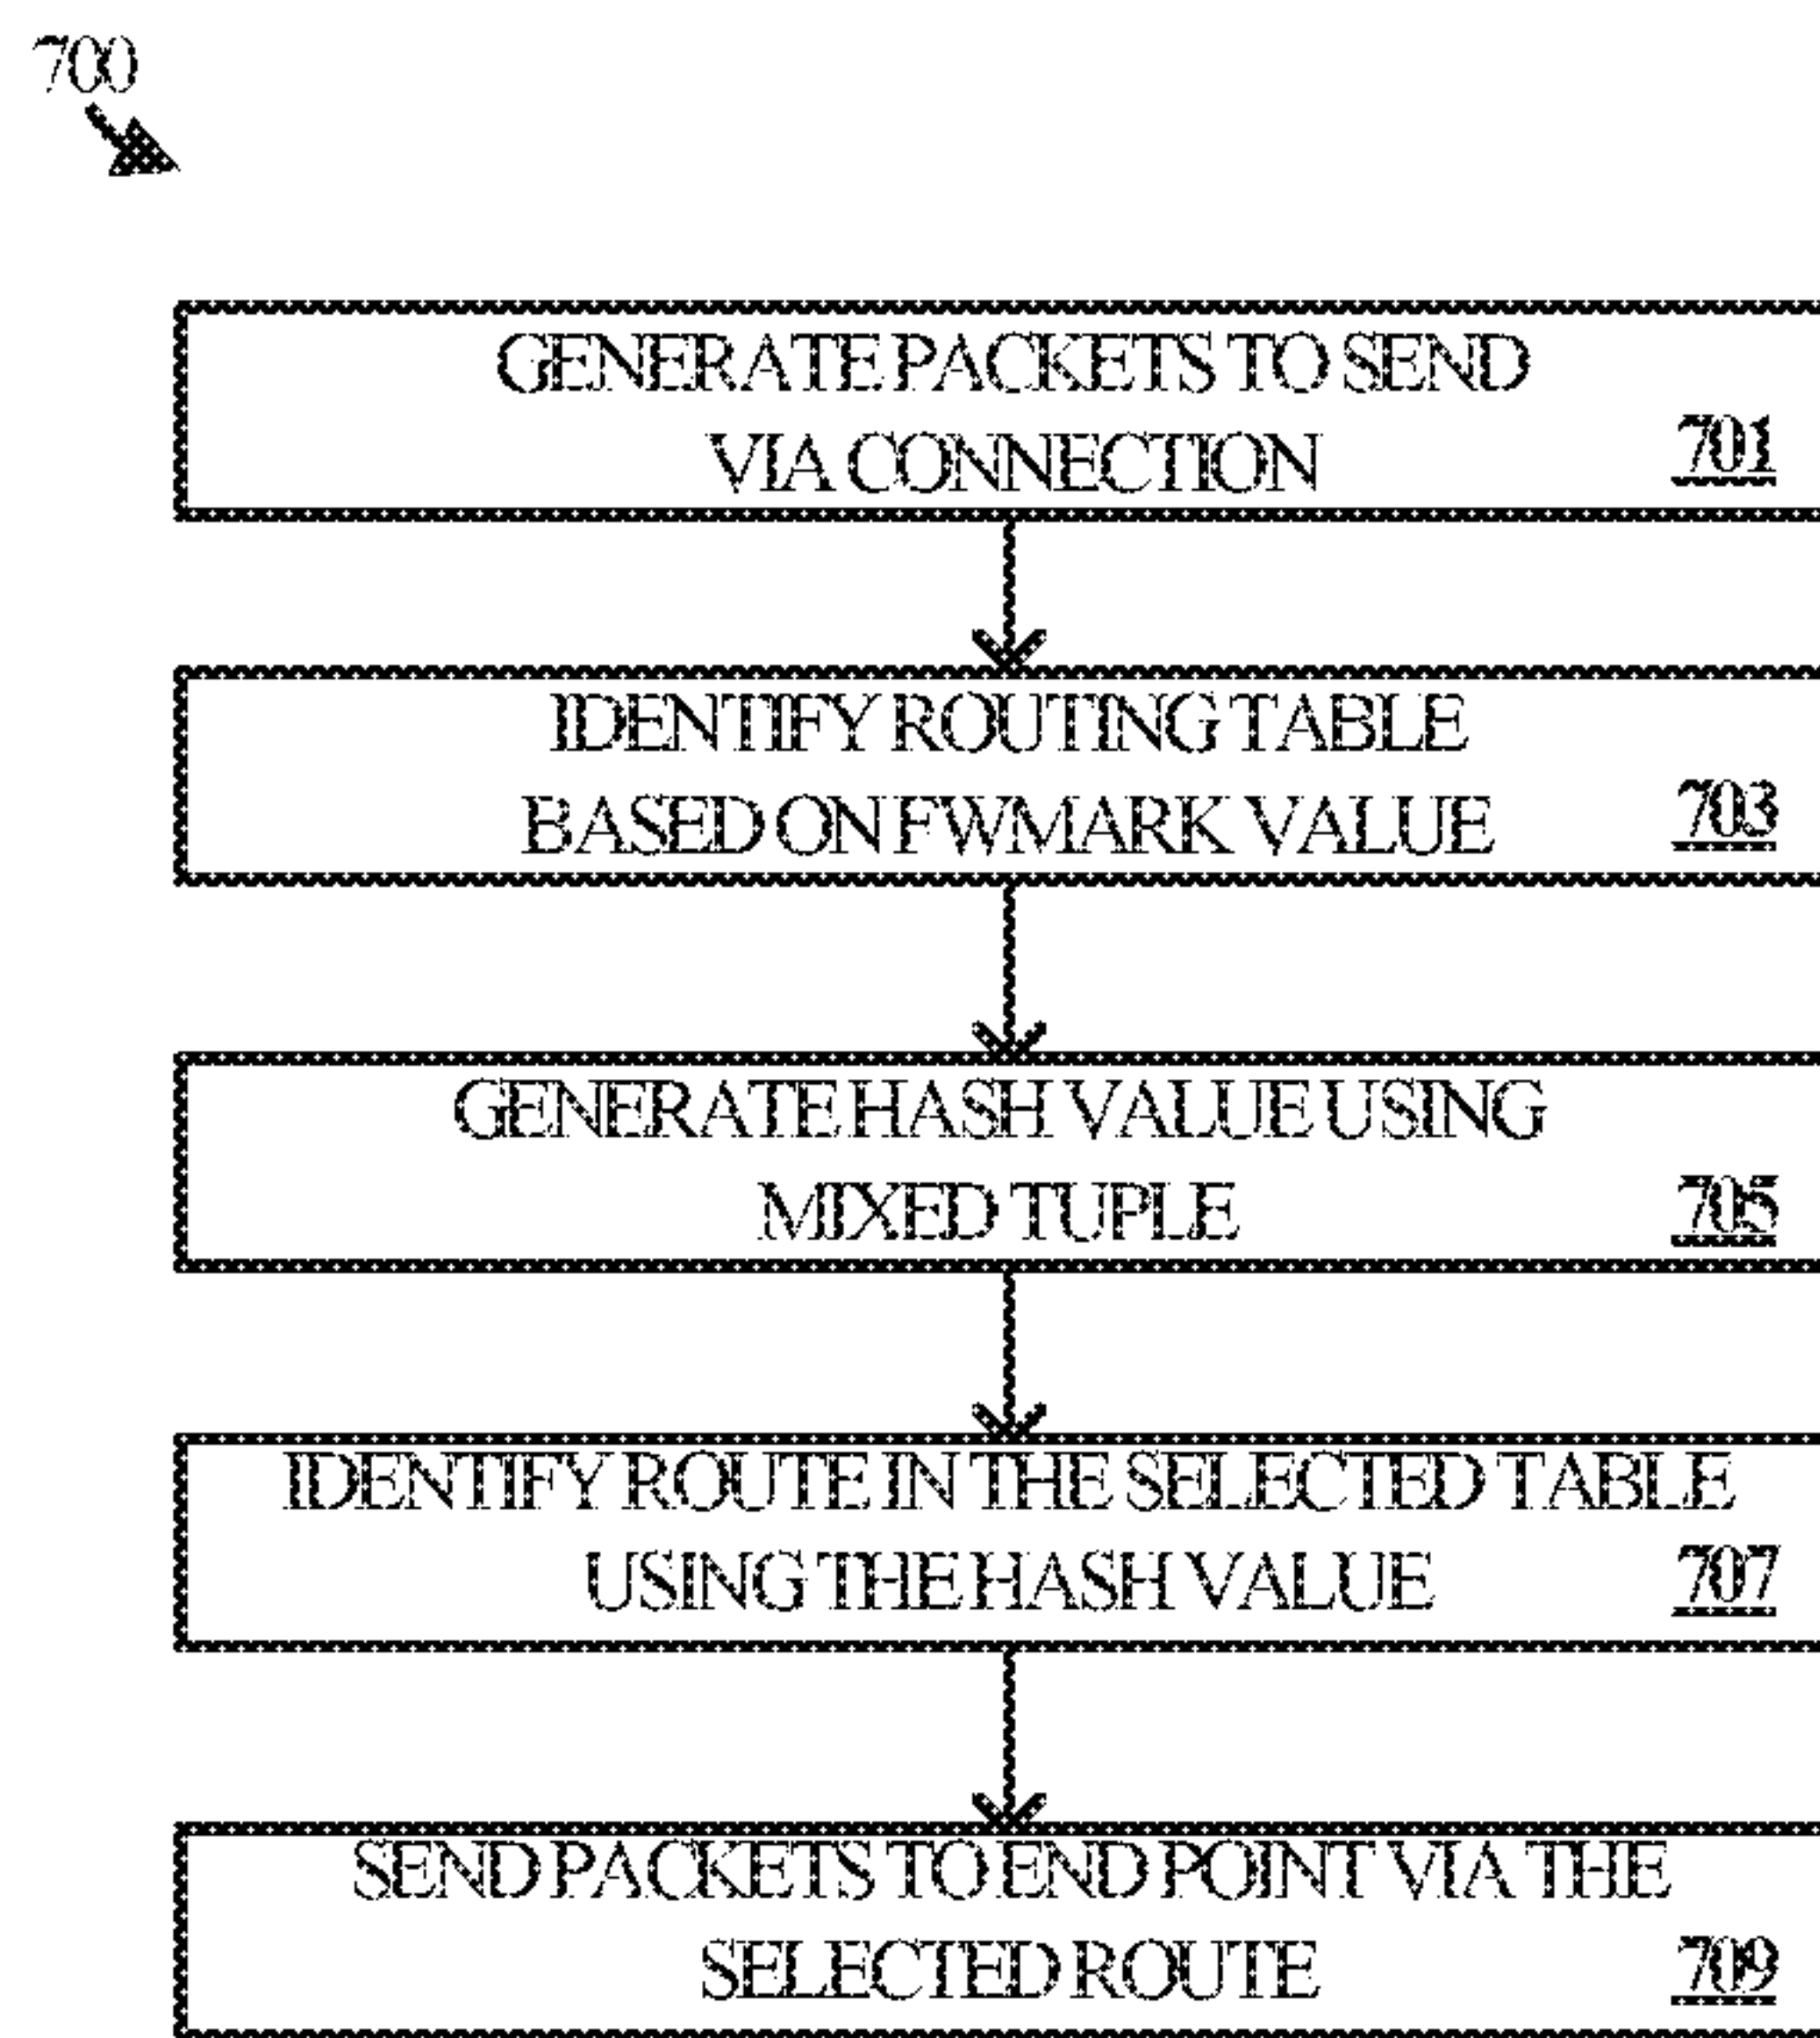 700
GENERATE PACKETS TO SEND
VIA CONNECTION 701
IDENTIFY ROUTING TABLE
BASED ON FWMARK VALUE 703
GENERATE HASH VALUE USING
MIXED TUPLE 705
IDENTIFY ROUTE IN THE SELECTED TABLE
USING THE HASH VALUE 707
SEND PACKETS TO END POINT VIA THE
SELECTED ROUTE 709